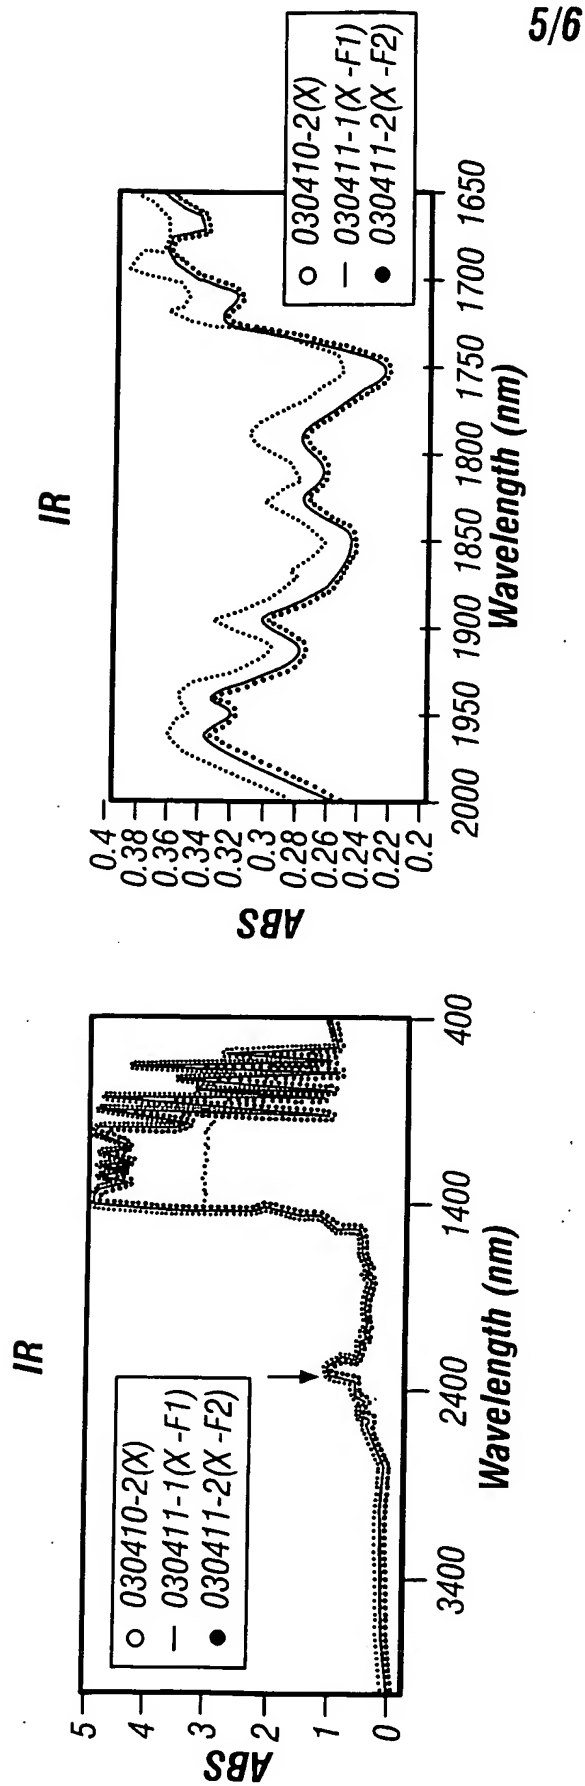 5/6
IR
ABS
5
4
3
2
1
0
3400
2400
1400
400
Wavelength (nm)
030410-2(X)
030411-1(X -F1)
030411-2(X -F2)
IR
ABS
0.4
0.38
0.36
0.34
0.32
0.3
0.28
0.26
0.24
0.22
0.2
2000 1950 1900 1850 1800 1750 1700 1650
Wavelength (nm)
030410-2(X)
030411-1(X -F1)
030411-2(X -F2)